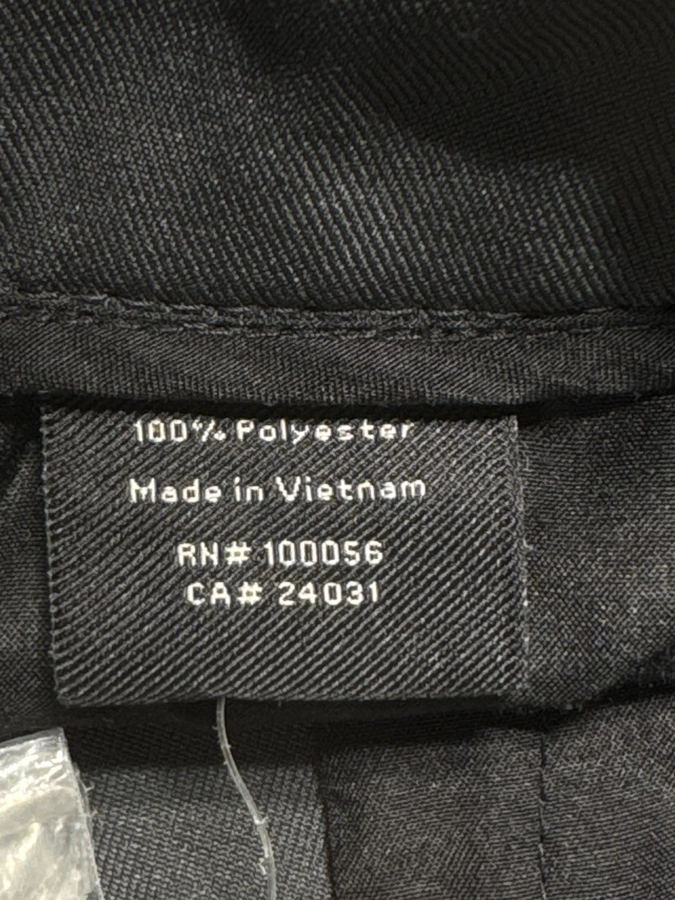 100% Polyester
Made in Vietnam
RN# 100056
CA# 24031